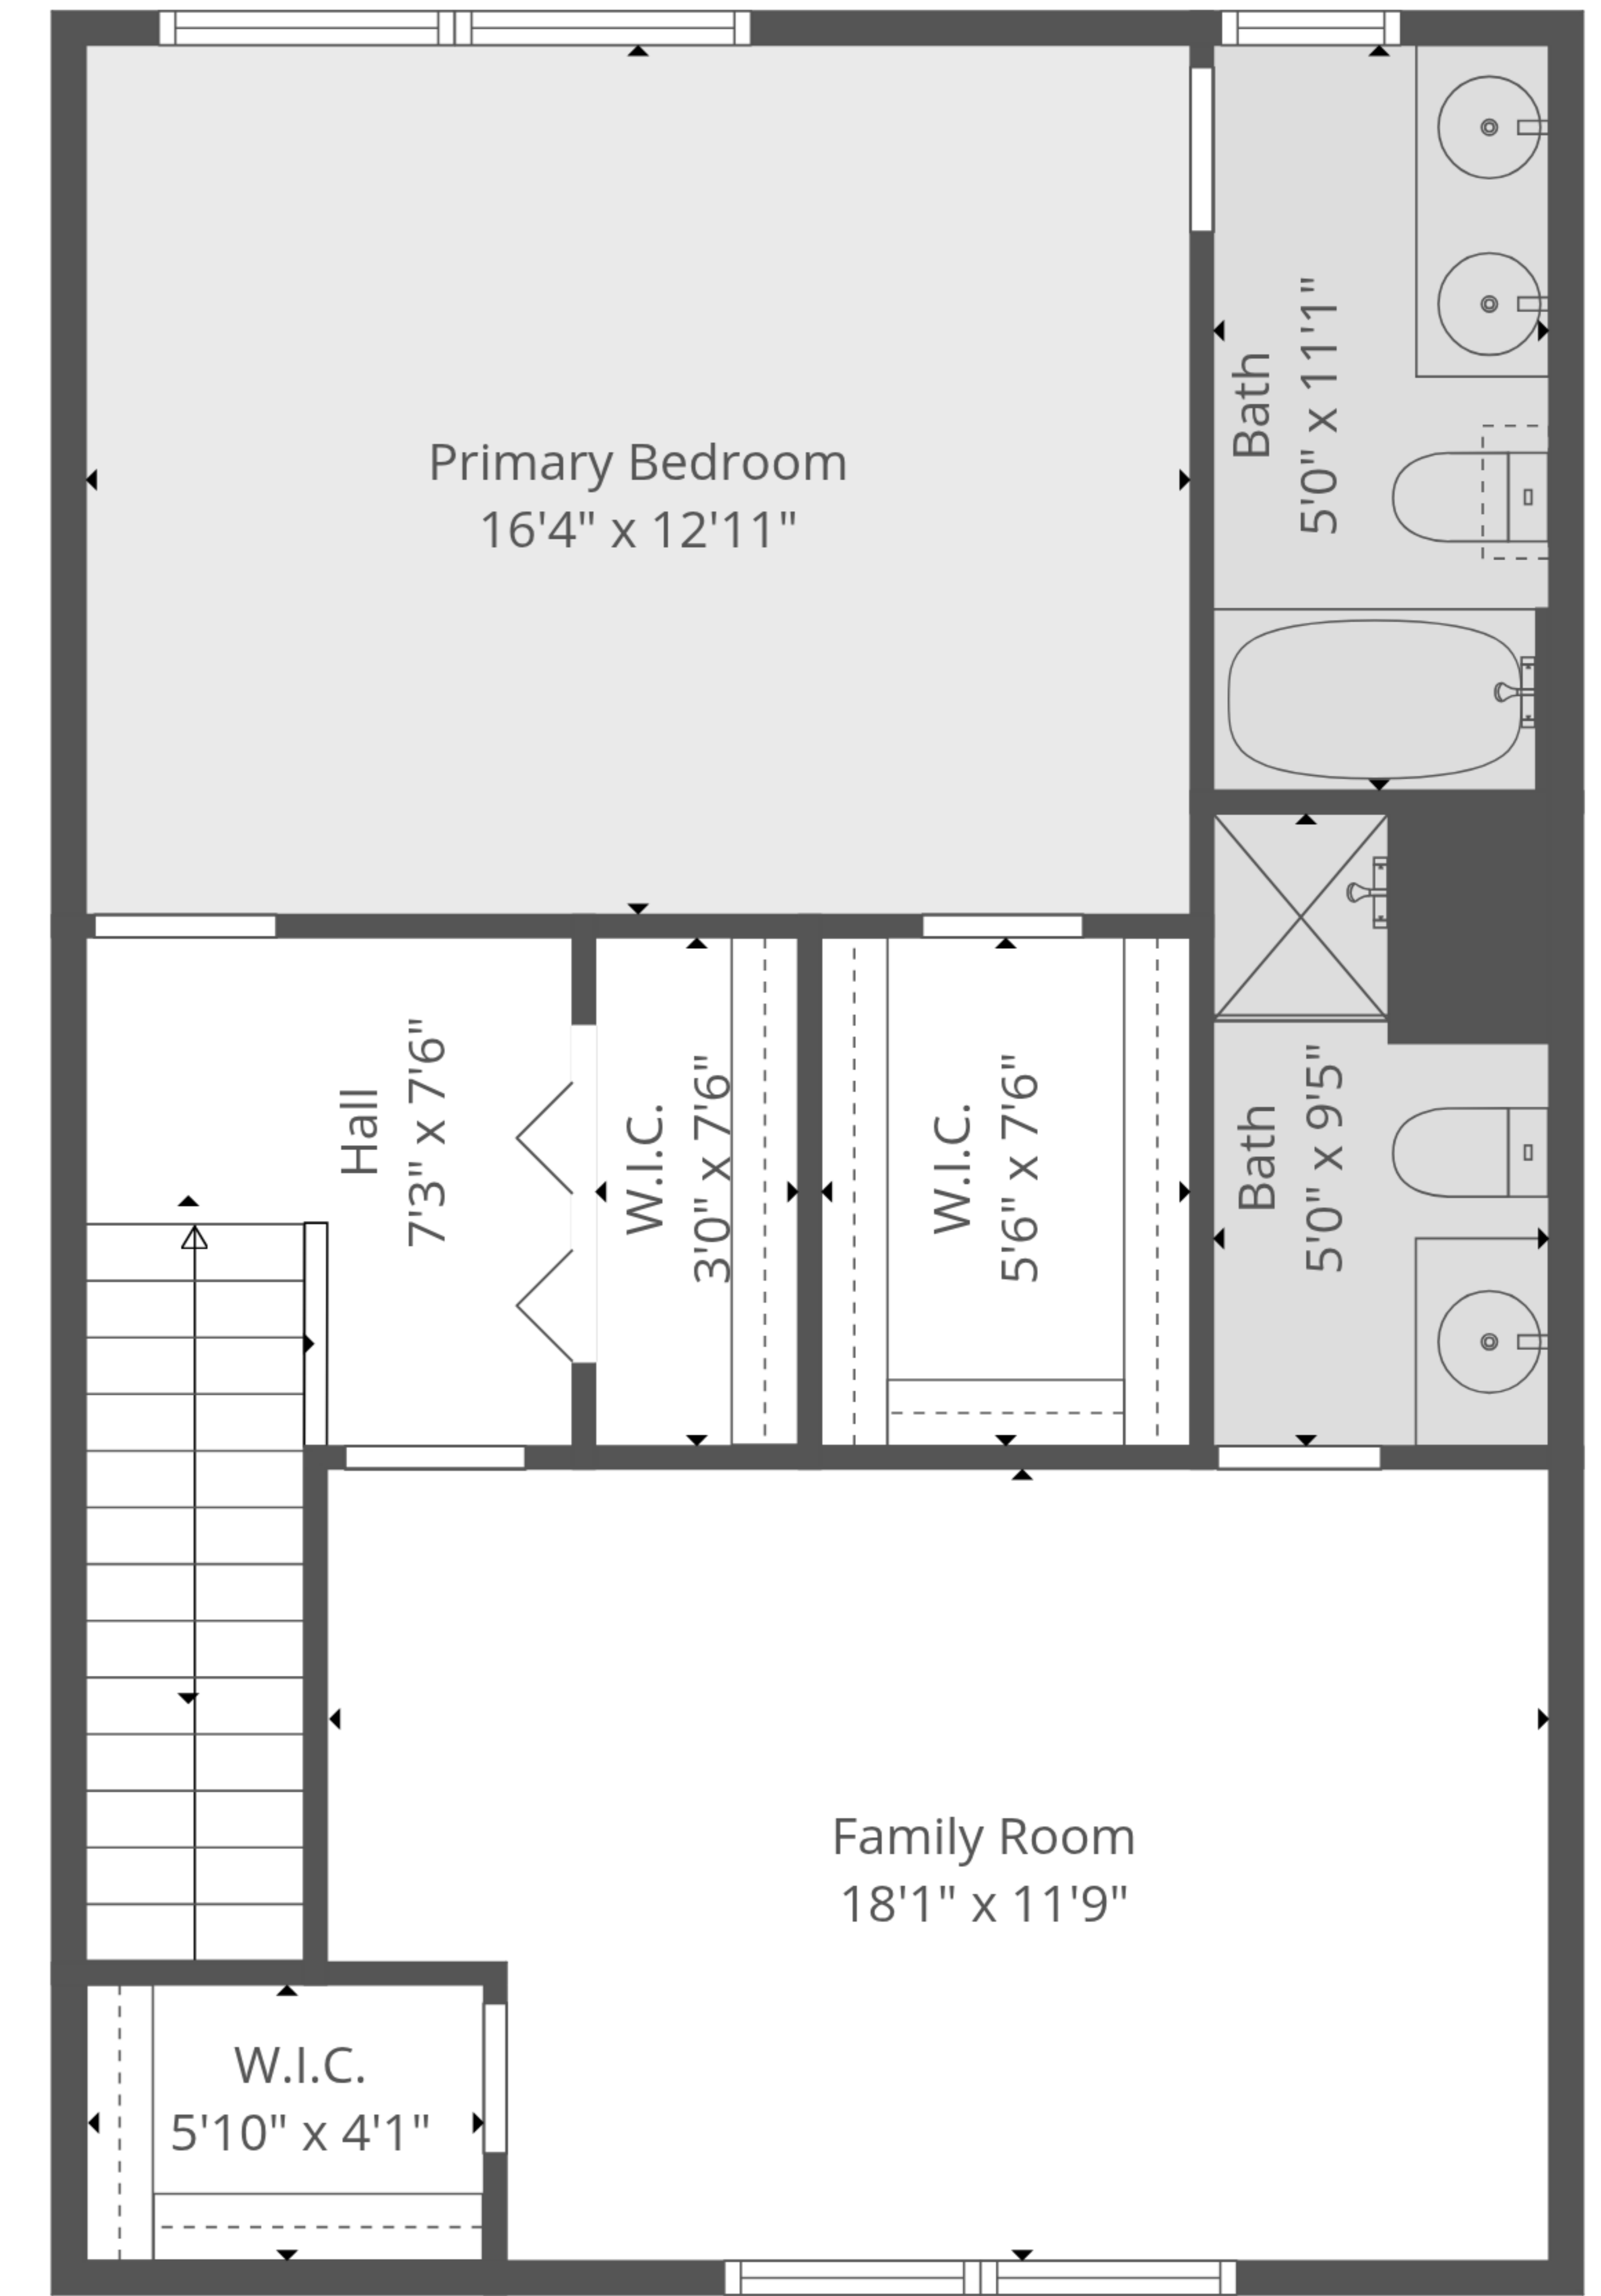 Primary Bedroom
16'4" x 12'11"
Bath
5'0" x 11'1"
Hall
7'3" x 7'6"
W.I.C.
3'0" x 7'6"
W.I.C.
5'6" x 7'6"
Bath
5'0" x 9'5"
Family Room
18'1" x 11'9"
W.I.C.
5'10" x 4'1"